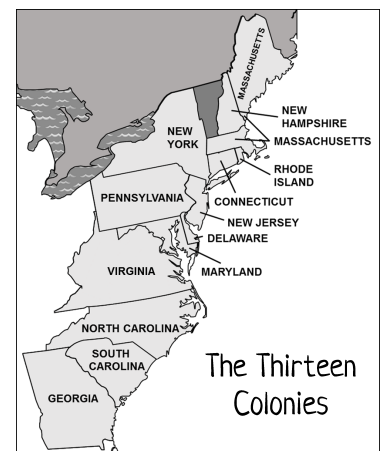 MASSACHUSETTS
NEW
HAMPSHIRE
MASSACHUSETTS
NEW
YORK
RHODE
ISLAND
CONNECTICUT
PENNSYLVANIA
NEW JERSEY
DELAWARE
MARYLAND
VIRGINIA
NORTH CAROLINA
SOUTH
CAROLINA
GEORGIA
The Thirteen
Colonies